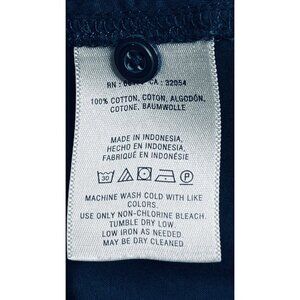 RN : CA : 32054
100% COTTON, COTON, ALGODÓN,
COTONE, BAUMWOLLE
MADE IN INDONESIA,
HECHO EN INDONESIA,
FABRIQUÉ EN INDONÉSIE
30 P
MACHINE WASH COLD WITH LIKE
COLORS.
USE ONLY NON-CHLORINE BLEACH.
TUMBLE DRY LOW.
LOW IRON AS NEEDED.
MAY BE DRY CLEANED.